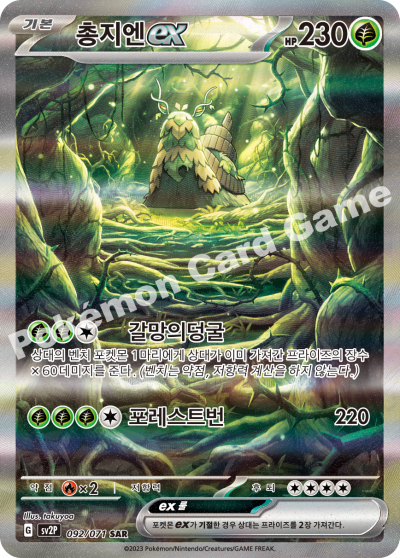 기본 총지엔 ex HP 230
갈망의덩굴
상대의 벤치 포켓몬 1마리에게 상대가 이미 가져간 프라이즈의 장수
×60데미지를 준다. (벤치는 약점, 저항력 계산을 하지 않는다.)
포레스트번 220
약점 ×2 저항력 후퇴
Illus. takuyoa
G sv2P 092/071 SAR
ex 룰
포켓몬 ex가 기절한 경우 상대는 프라이즈를 2장 가져간다.
©2023 Pokémon/Nintendo/Creatures/GAME FREAK.
Pokémon Card Game